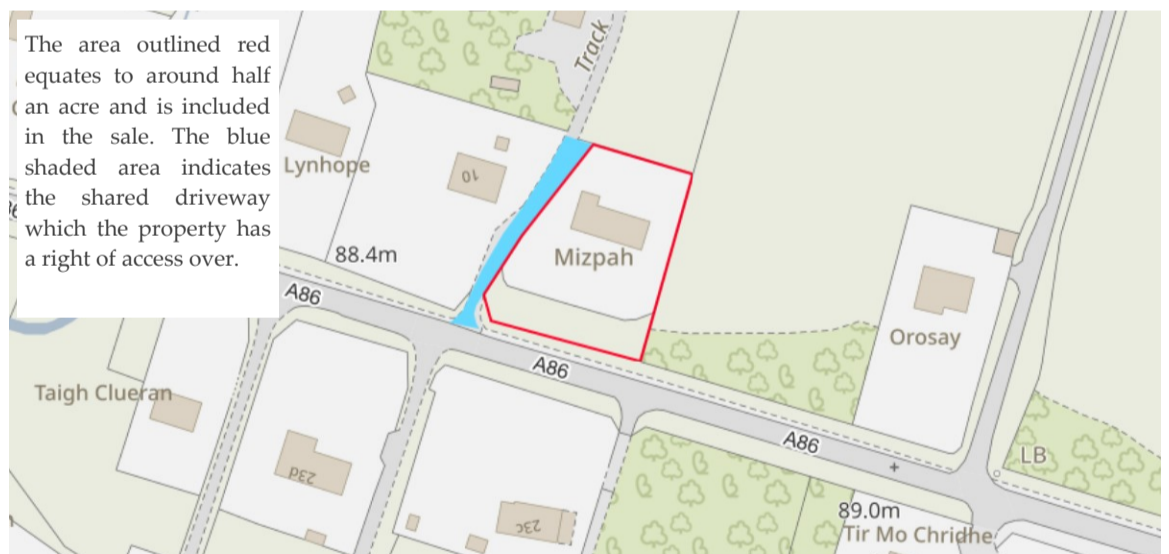 The area outlined red
equates to around half
an acre and is included
in the sale. The blue
shaded area indicates
the shared driveway
which the property has
a right of access over.
Track
Lynhope
10
Mizpah
88.4m
A86
Orosay
A86
Taigh Clueran
A86
LB
23d
89.0m
23c
Tir Mo Chridhe